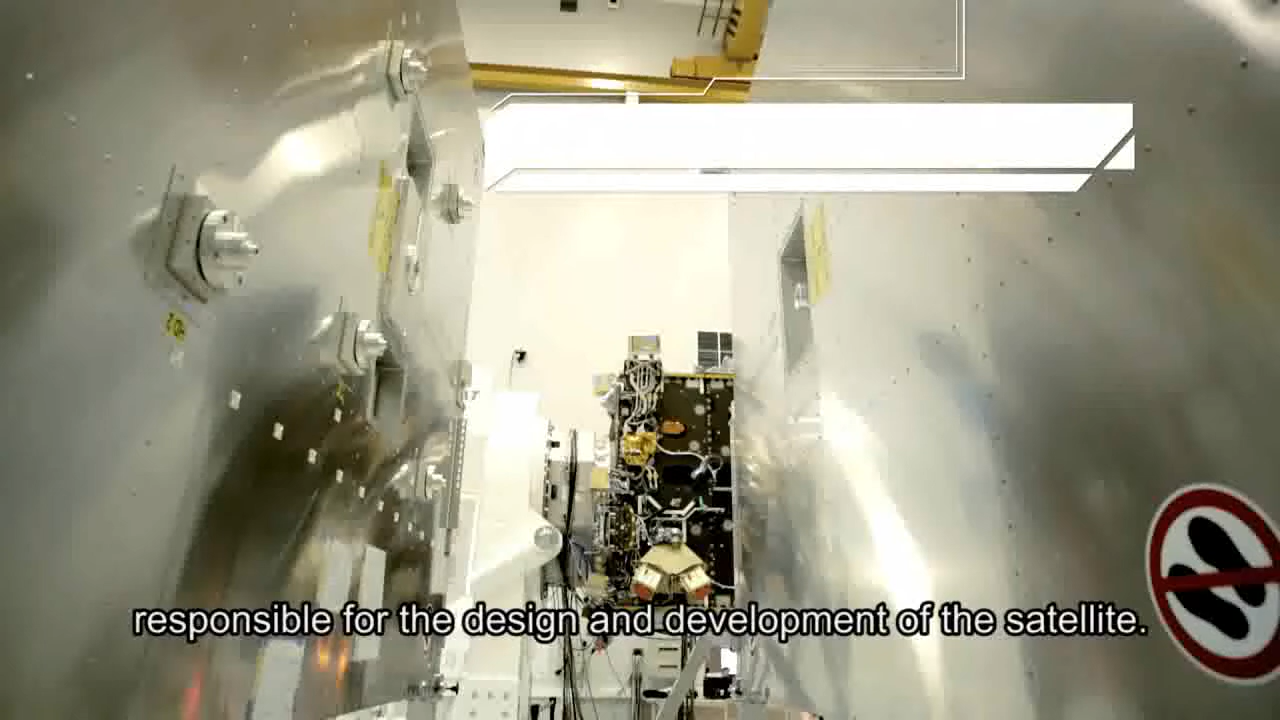 responsible for the design and development of the satellite.